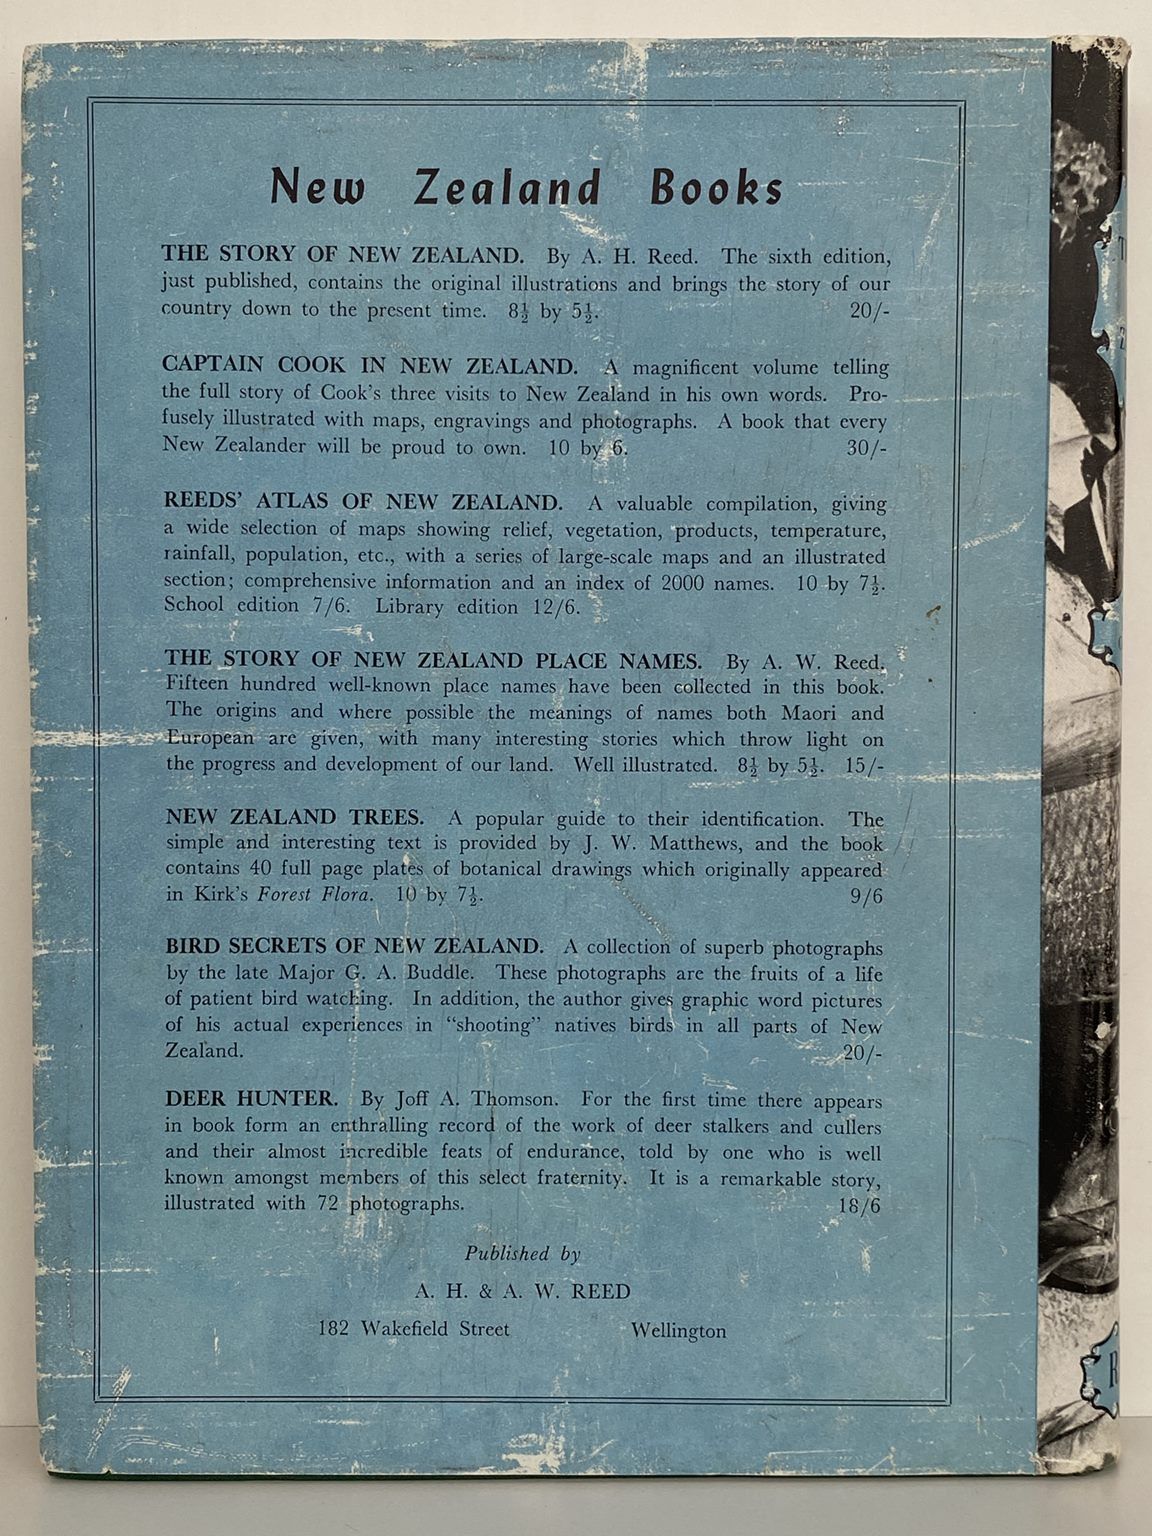 New Zealand Books
THE STORY OF NEW ZEALAND. By A. H. Reed. The sixth edition,
just published, contains the original illustrations and brings the story of our
country down to the present time. 8½ by 5½. 20/-
CAPTAIN COOK IN NEW ZEALAND. A magnificent volume telling
the full story of Cook's three visits to New Zealand in his own words. Pro-
fusely illustrated with maps, engravings and photographs. A book that every
New Zealander will be proud to own. 10 by 6. 30/-
REEDS' ATLAS OF NEW ZEALAND. A valuable compilation, giving
a wide selection of maps showing relief, vegetation, products, temperature,
rainfall, population, etc., with a series of large-scale maps and an illustrated
section; comprehensive information and an index of 2000 names. 10 by 7½.
School edition 7/6. Library edition 12/6.
THE STORY OF NEW ZEALAND PLACE NAMES. By A. W. Reed.
Fifteen hundred well-known place names have been collected in this book.
The origins and where possible the meanings of names both Maori and
European are given, with many interesting stories which throw light on
the progress and development of our land. Well illustrated. 8½ by 5½. 15/-
NEW ZEALAND TREES. A popular guide to their identification. The
simple and interesting text is provided by J. W. Matthews, and the book
contains 40 full page plates of botanical drawings which originally appeared
in Kirk's Forest Flora. 10 by 7½. 9/6
BIRD SECRETS OF NEW ZEALAND. A collection of superb photographs
by the late Major G. A. Buddle. These photographs are the fruits of a life
of patient bird watching. In addition, the author gives graphic word pictures
of his actual experiences in "shooting" natives birds in all parts of New
Zealand. 20/-
DEER HUNTER. By Joff A. Thomson. For the first time there appears
in book form an enthralling record of the work of deer stalkers and cullers
and their almost incredible feats of endurance, told by one who is well
known amongst members of this select fraternity. It is a remarkable story,
illustrated with 72 photographs. 18/6
Published by
A. H. & A. W. REED
182 Wakefield Street Wellington